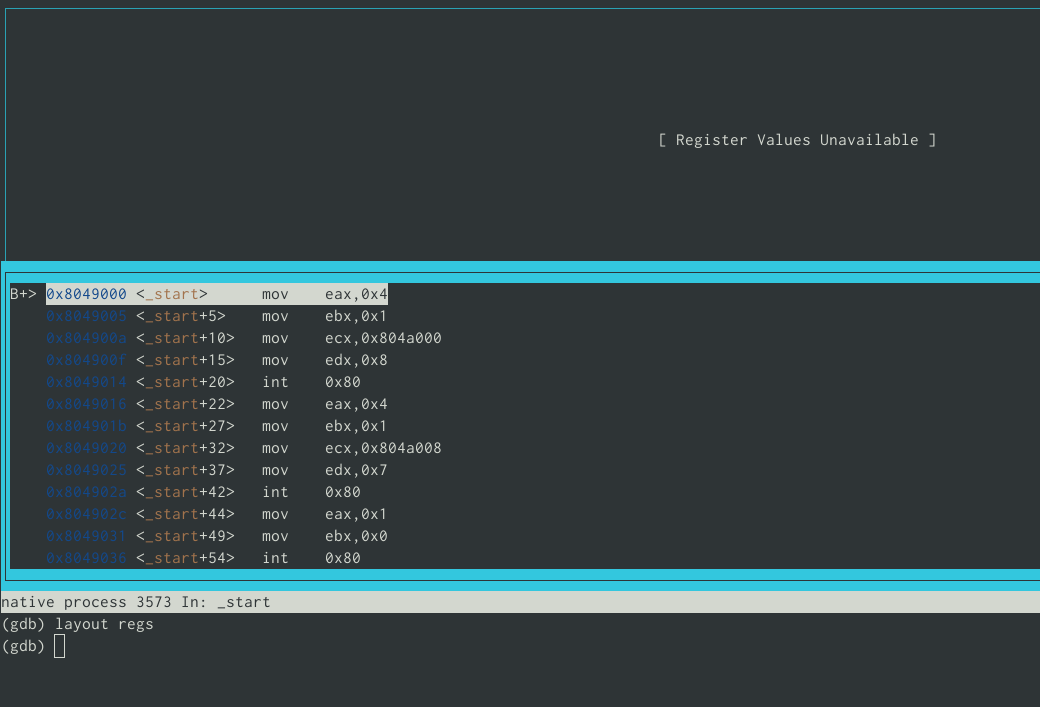 [ Register Values Unavailable ]
B+> 0x8049000 <_start> mov eax,0x4
0x8049005 <_start+5> mov ebx,0x1
0x804900a <_start+10> mov ecx,0x804a000
0x804900f <_start+15> mov edx,0x8
0x8049014 <_start+20> int 0x80
0x8049016 <_start+22> mov eax,0x4
0x804901b <_start+27> mov ebx,0x1
0x8049020 <_start+32> mov ecx,0x804a008
0x8049025 <_start+37> mov edx,0x7
0x804902a <_start+42> int 0x80
0x804902c <_start+44> mov eax,0x1
0x8049031 <_start+49> mov ebx,0x0
0x8049036 <_start+54> int 0x80
native process 3573 In: _start
(gdb) layout regs
(gdb)